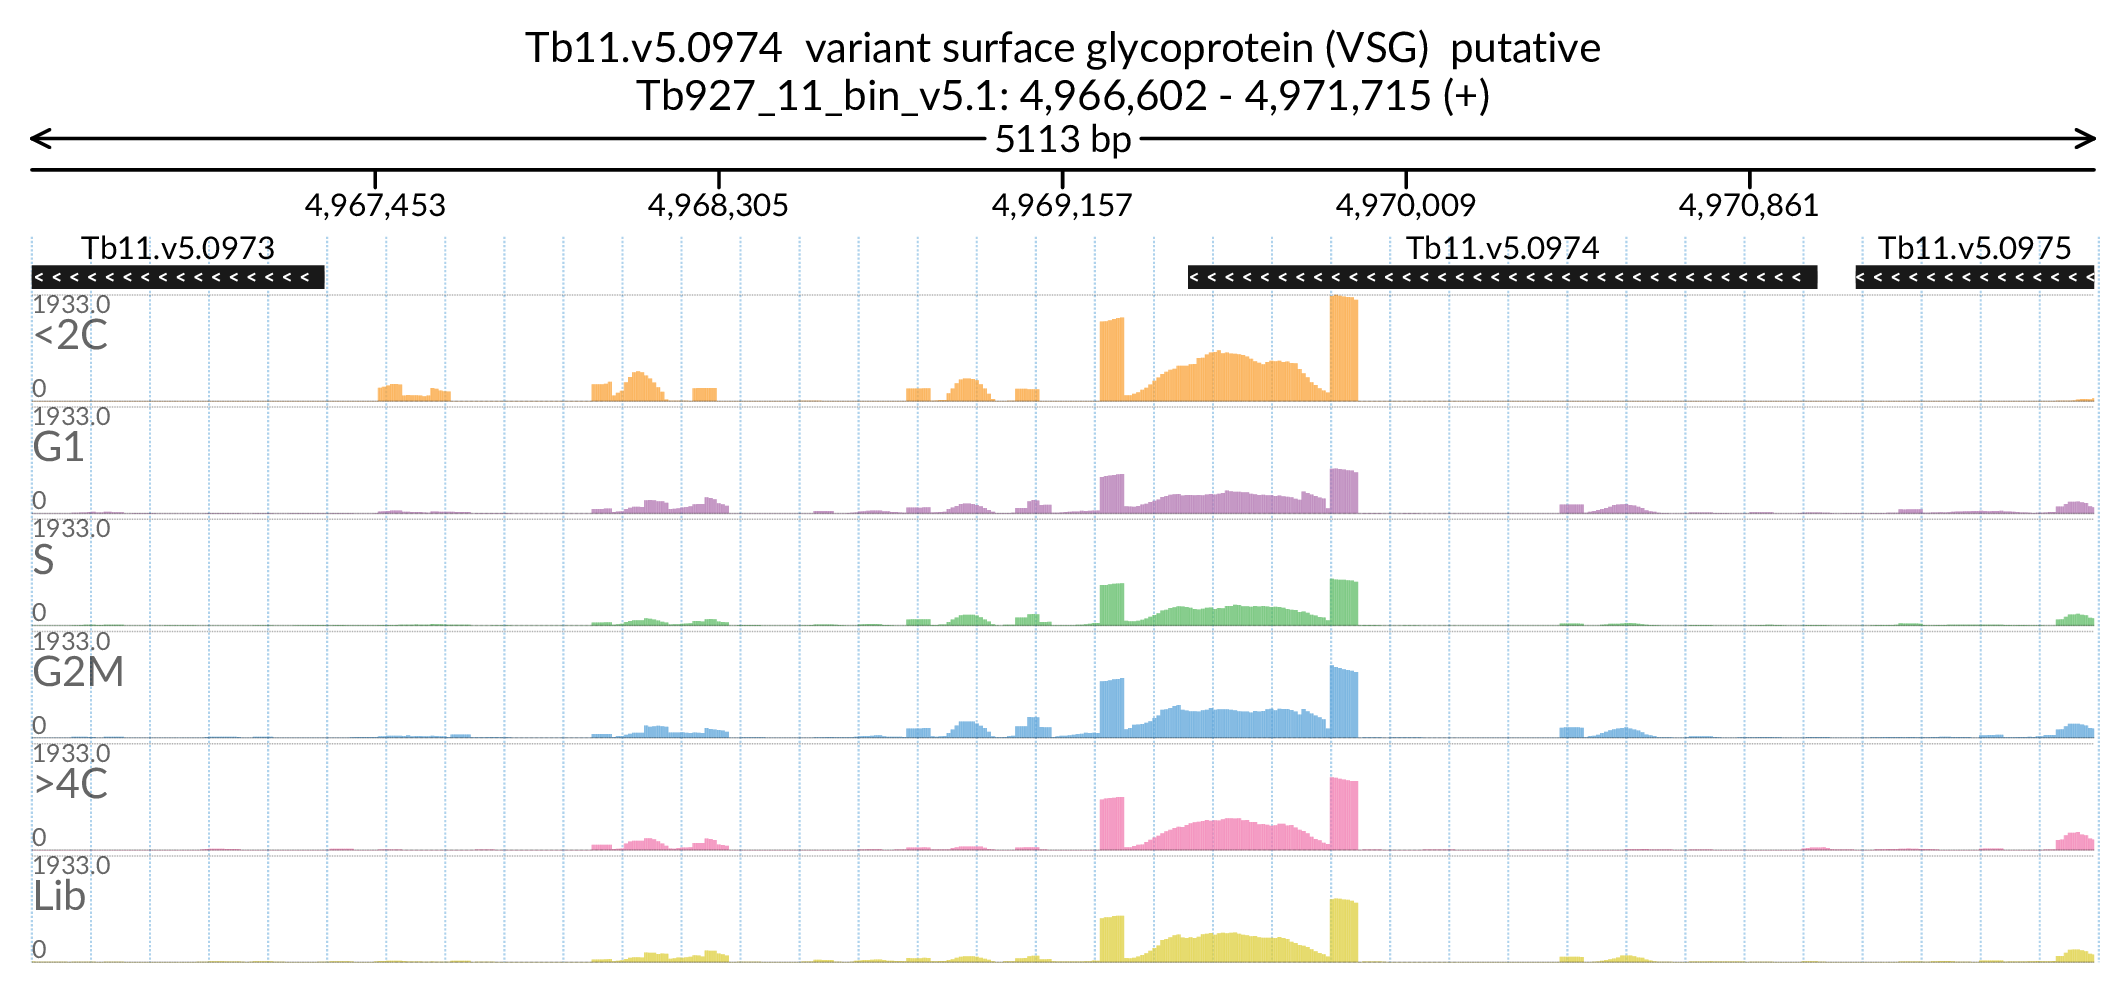 Tb11.v5.0974  variant surface glycoprotein (VSG)  putative
Tb927_11_bin_v5.1: 4,966,602 - 4,971,715 (+)
5113 bp
4,967,453 4,968,305 4,969,157 4,970,009 4,970,861
Tb11.v5.0973 Tb11.v5.0974 Tb11.v5.0975
1933.0
<2C
0
1933.0
G1
0
1933.0
S
0
1933.0
G2M
0
1933.0
>4C
0
1933.0
Lib
0